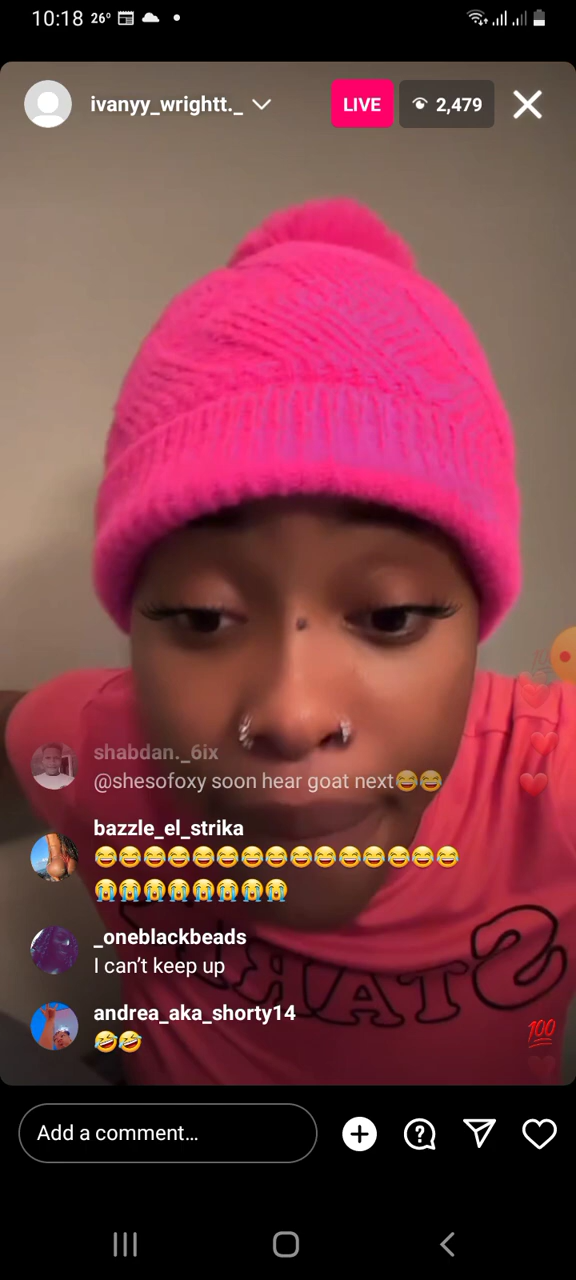 10:18 26°
ivanyy_wrightt._ LIVE 2,479
shabdan._6ix
@shesofoxy soon hear goat next😂😂
bazzle_el_strika
😂😂😂😂😂😂😂😂😂😂😂😂😂😂😂
😭😭😭😭😭😭😭😭
_oneblackbeads
I can't keep up
andrea_aka_shorty14
🤣🤣
💯
Add a comment…